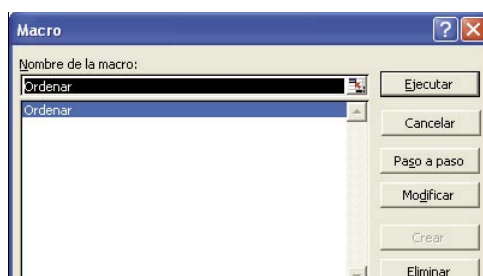 Macro
Nombre de la macro:
Ordenar
Ordenar
Ejecutar
Cancelar
Paso a paso
Modificar
Crear
Eliminar